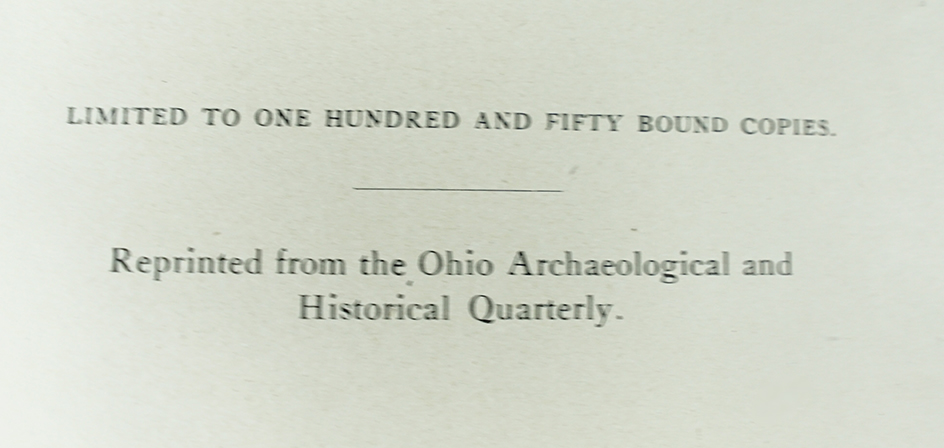 LIMITED TO ONE HUNDRED AND FIFTY BOUND COPIES.
Reprinted from the Ohio Archaeological and
Historical Quarterly.